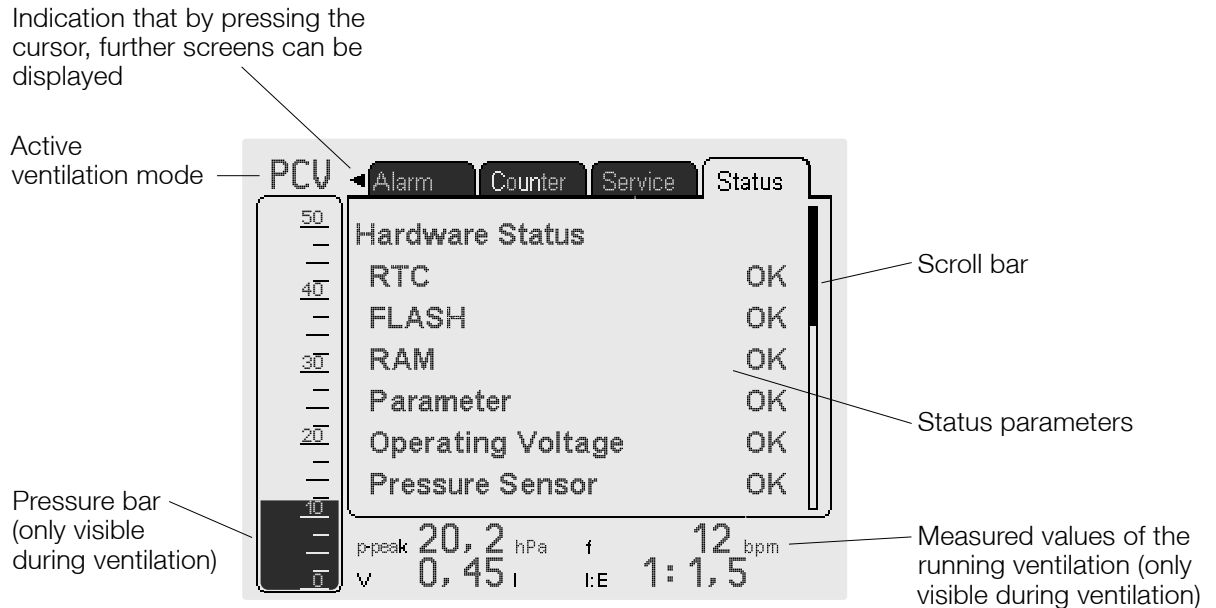 Indication that by pressing the
cursor, further screens can be
displayed
Active
ventilation mode
PCV
Alarm
Counter
Service
Status
50
40
30
20
10
0
Hardware Status
RTC OK
FLASH OK
RAM OK
Parameter OK
Operating Voltage OK
Pressure Sensor OK
p-peak 20,2 hPa f 12 bpm
V 0,45 l I:E 1:1,5
Scroll bar
Status parameters
Pressure bar
(only visible
during ventilation)
Measured values of the
running ventilation (only
visible during ventilation)